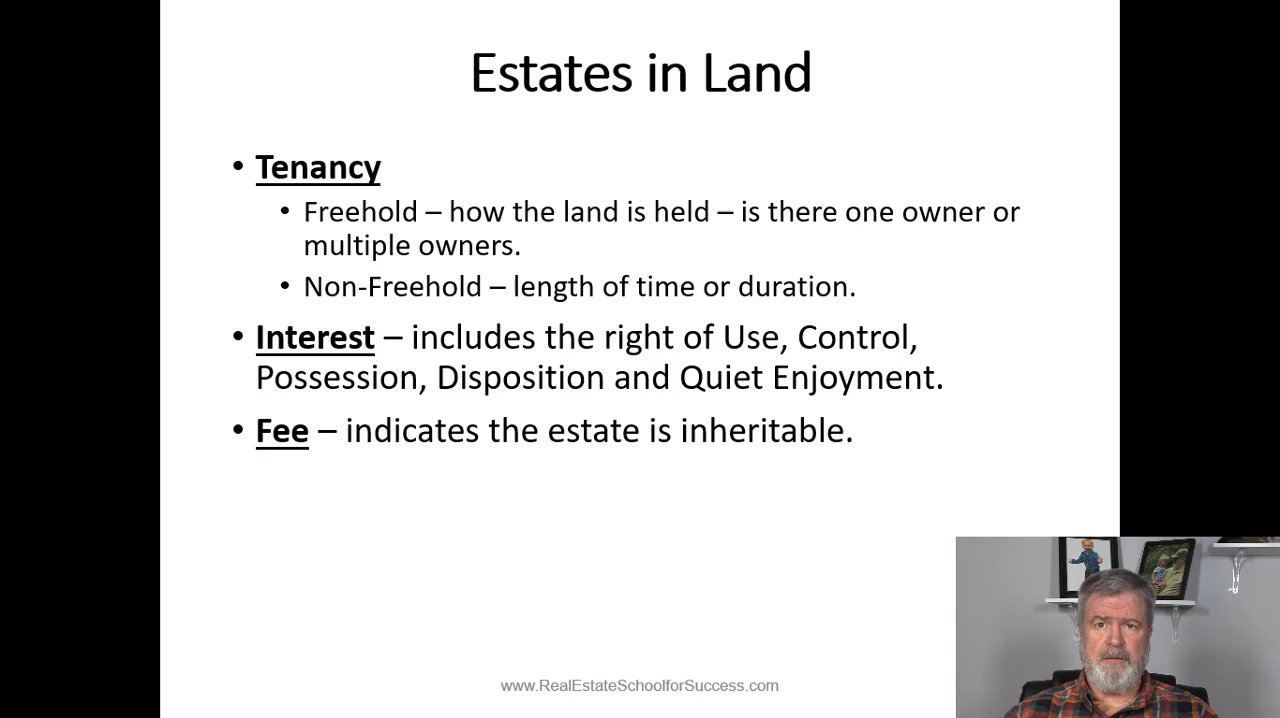 Estates in Land
• Tenancy
• Freehold – how the land is held – is there one owner or
multiple owners.
• Non-Freehold – length of time or duration.
• Interest – includes the right of Use, Control,
Possession, Disposition and Quiet Enjoyment.
• Fee – indicates the estate is inheritable.
www.RealEstateSchoolforSuccess.com